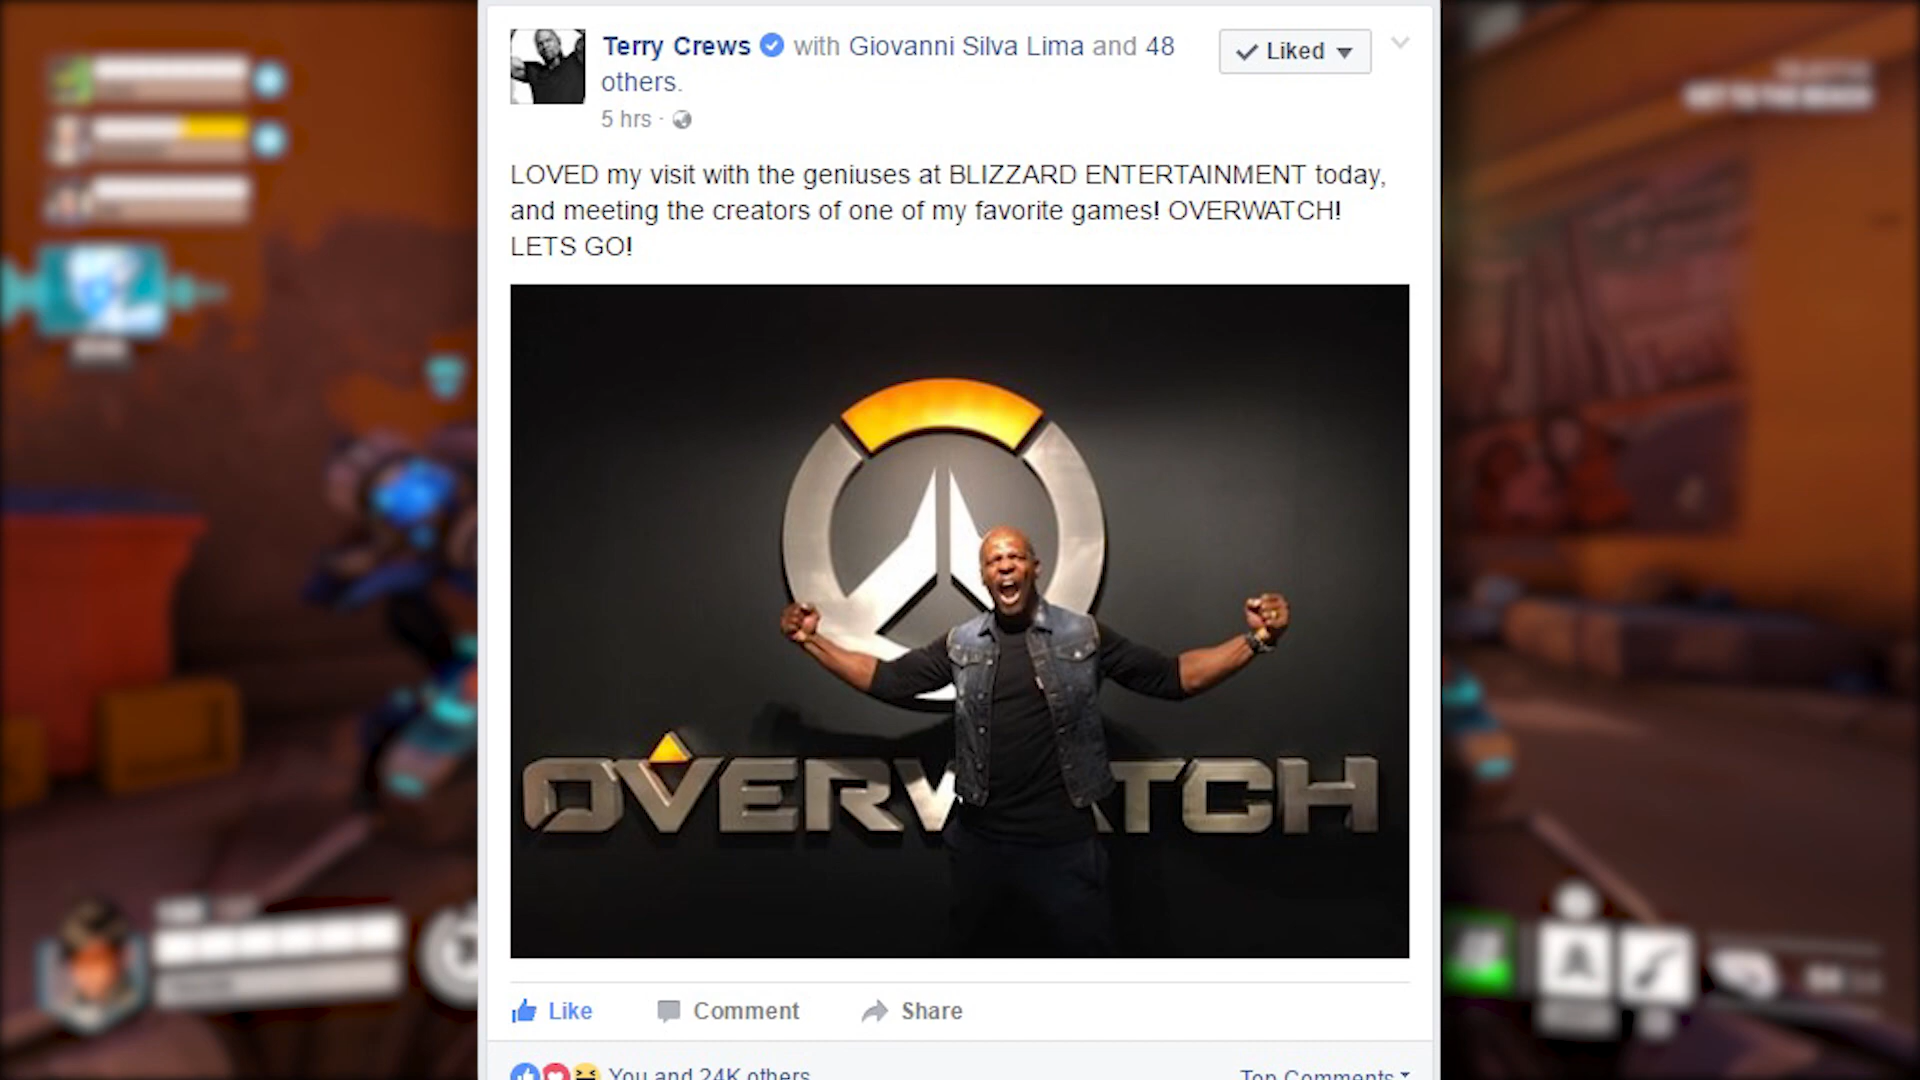 Terry Crews with Giovanni Silva Lima and 48
others.
Liked
5 hrs ·
LOVED my visit with the geniuses at BLIZZARD ENTERTAINMENT today,
and meeting the creators of one of my favorite games! OVERWATCH!
LETS GO!
OVERW TCH
Like Comment Share
You and 24K others
Top Comments